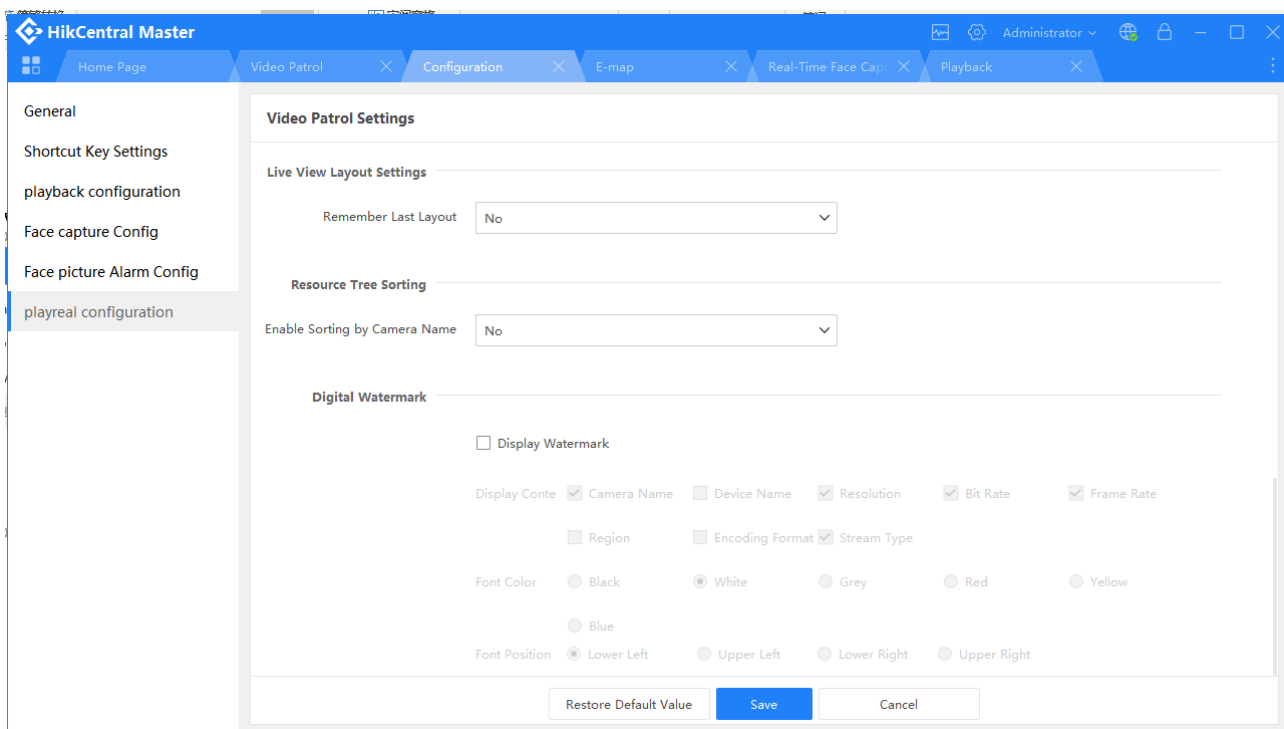 HikCentral Master
Administrator
Home Page
Video Patrol
Configuration
E-map
Real-Time Face Cap
Playback
General
Shortcut Key Settings
playback configuration
Face capture Config
Face picture Alarm Config
playreal configuration
Video Patrol Settings
Live View Layout Settings
Remember Last Layout No
Resource Tree Sorting
Enable Sorting by Camera Name No
Digital Watermark
Display Watermark
Display Conte Camera Name Device Name Resolution Bit Rate Frame Rate
Region Encoding Format Stream Type
Font Color Black White Grey Red Yellow
Blue
Font Position Lower Left Upper Left Lower Right Upper Right
Restore Default Value Save Cancel